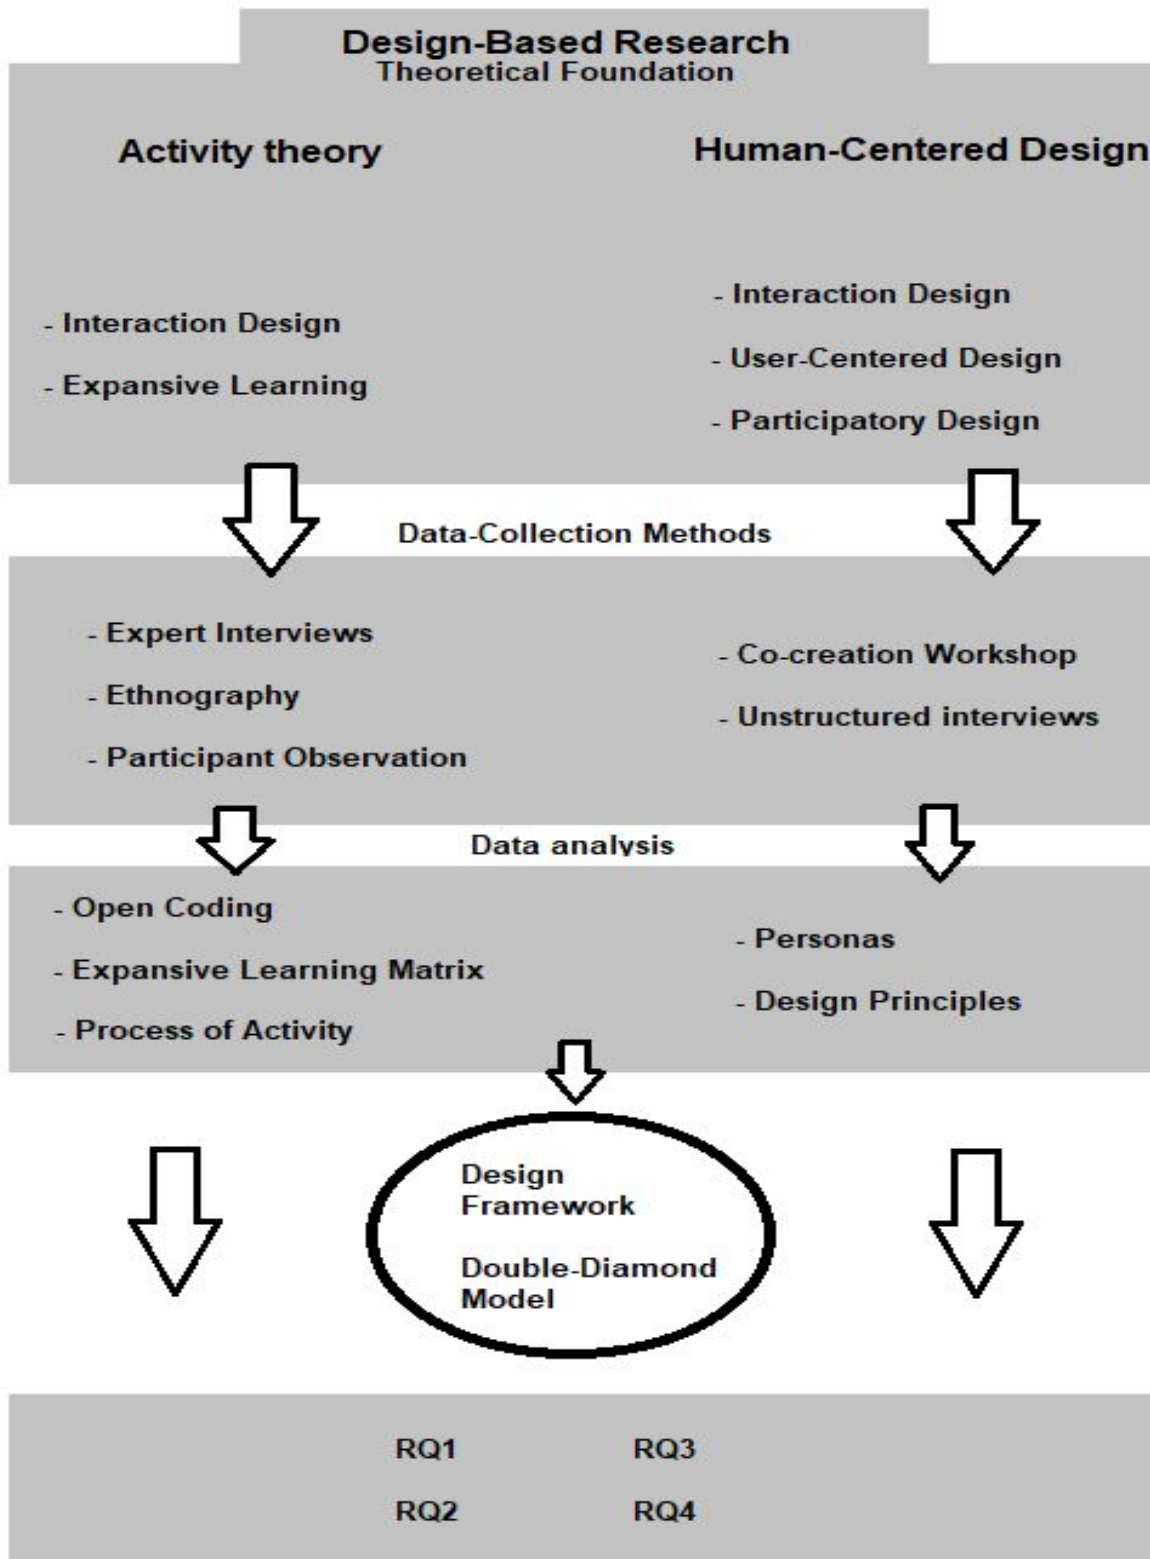 Design-Based Research
Theoretical Foundation
Activity theory
Human-Centered Design
- Interaction Design
- Expansive Learning
- Interaction Design
- User-Centered Design
- Participatory Design
Data-Collection Methods
- Expert Interviews
- Ethnography
- Participant Observation
- Co-creation Workshop
- Unstructured interviews
Data analysis
- Open Coding
- Expansive Learning Matrix
- Process of Activity
- Personas
- Design Principles
Design
Framework
Double-Diamond
Model
RQ1 RQ3
RQ2 RQ4